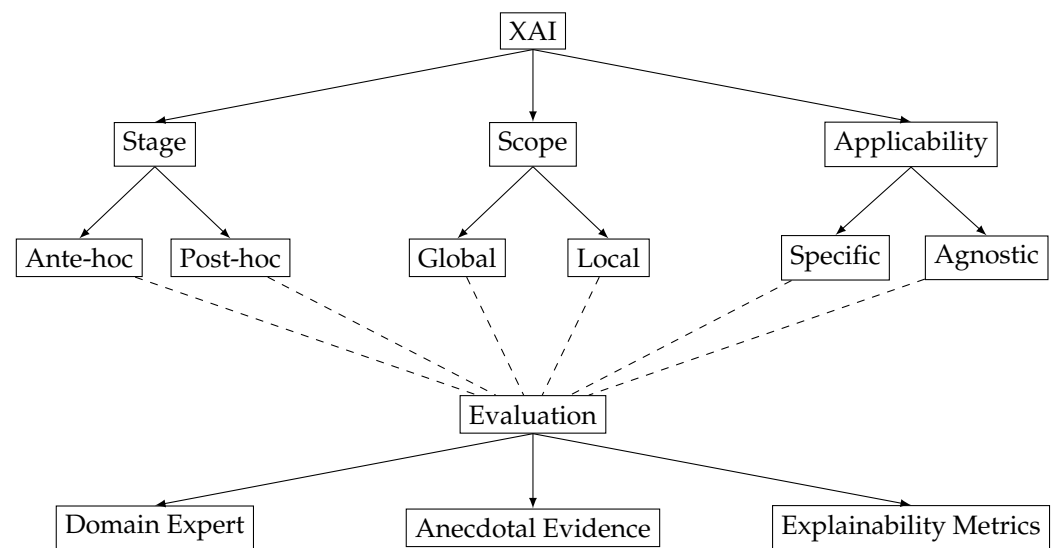 XAI
Stage
Scope
Applicability
Ante-hoc
Post-hoc
Global
Local
Specific
Agnostic
Evaluation
Domain Expert
Anecdotal Evidence
Explainability Metrics